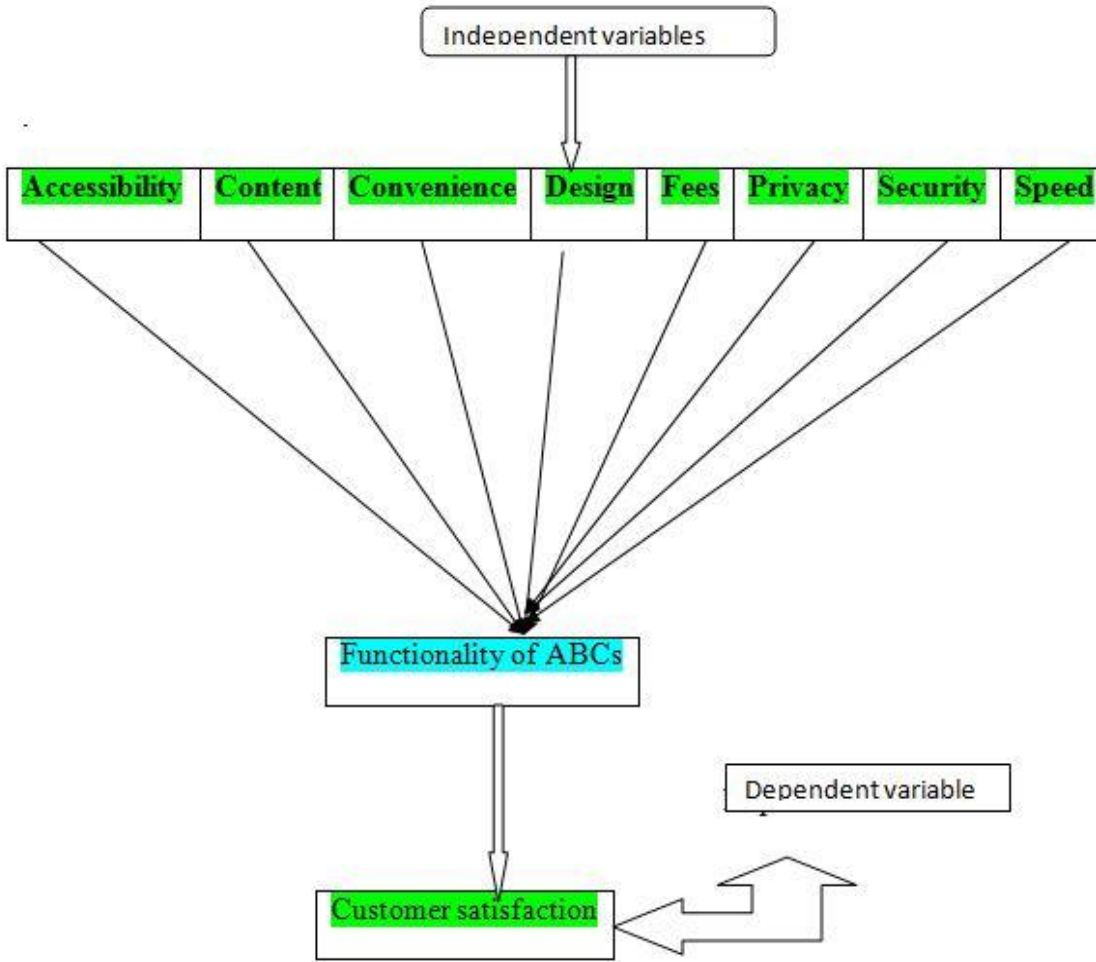 Independent variables
Accessibility Content Convenience Design Fees Privacy Security Speed
Functionality of ABCs
Dependent variable
Customer satisfaction